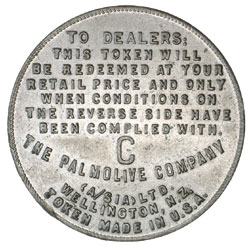 TO DEALERS;
THIS TOKEN WILL
BE REDEEMED AT YOUR
RETAIL PRICE AND ONLY
WHEN CONDITIONS ON
THE REVERSE SIDE HAVE
BEEN COMPLIED WITH.
C
THE PALMOLIVE COMPANY
(A/SIA) LTD.
WELLINGTON, N.Z.
TOKEN MADE IN U.S.A.